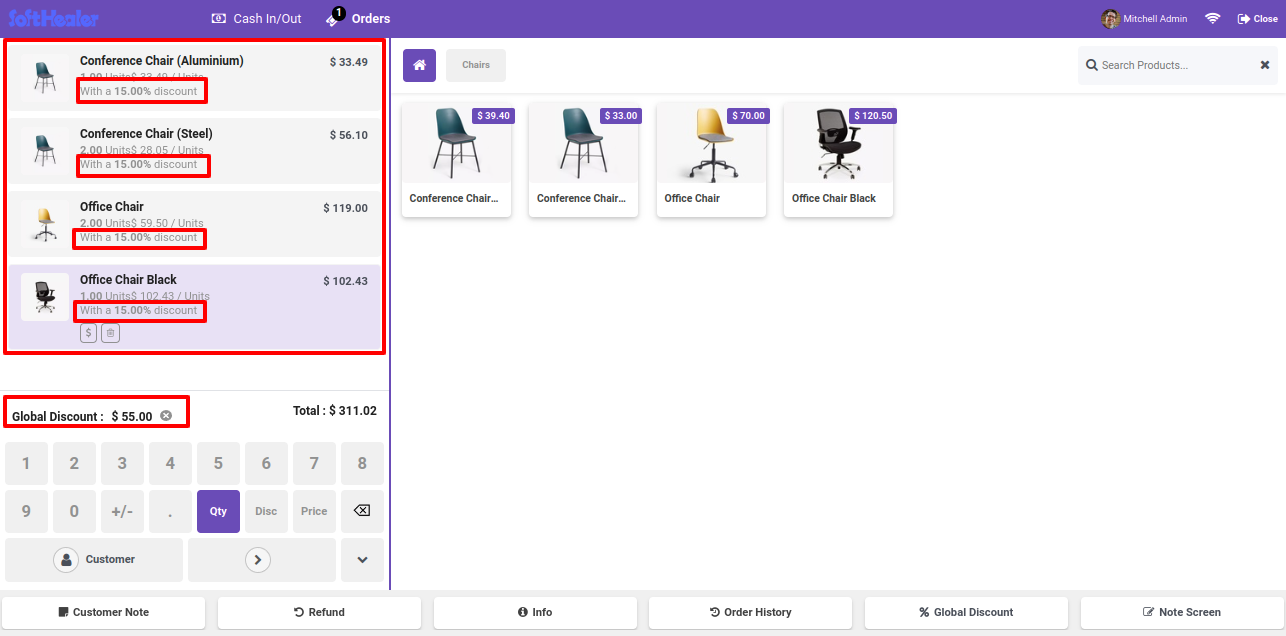 SoftHealer
Cash In/Out
1
Orders
Mitchell Admin
Close
Conference Chair (Aluminium)
$ 33.49
1.00 Units$ 33.49 / Units
With a 15.00% discount
Conference Chair (Steel)
$ 56.10
2.00 Units$ 28.05 / Units
With a 15.00% discount
Office Chair
$ 119.00
2.00 Units$ 59.50 / Units
With a 15.00% discount
Office Chair Black
$ 102.43
1.00 Units$ 102.43 / Units
With a 15.00% discount
$
Global Discount : $ 55.00
Total : $ 311.02
1 2 3 4 5 6 7 8
9 0 +/- . Qty Disc Price
Customer
Chairs
Search Products...
$ 39.40
Conference Chair...
$ 33.00
Conference Chair...
$ 70.00
Office Chair
$ 120.50
Office Chair Black
Customer Note
Refund
Info
Order History
% Global Discount
Note Screen